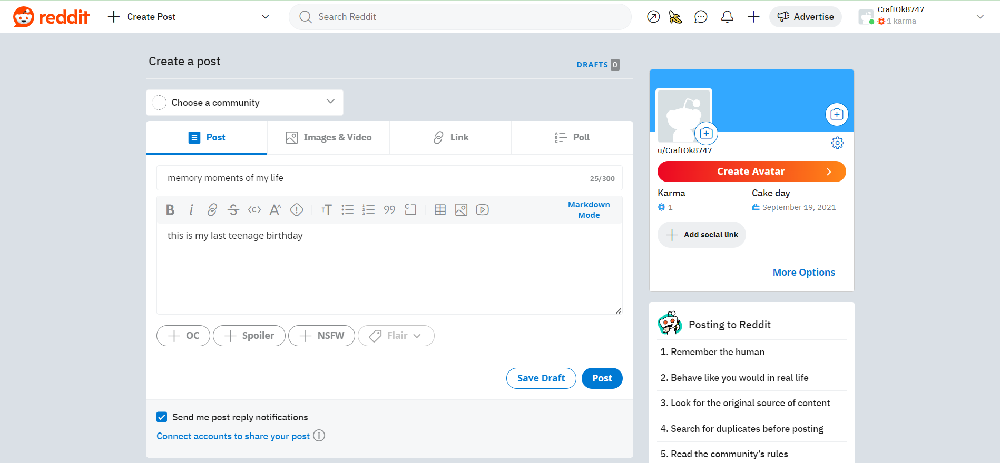 reddit
Create Post
Search Reddit
Advertise
CraftOk8747
1 karma
Create a post
DRAFTS 0
Choose a community
Post
Images & Video
Link
Poll
memory moments of my life
25/300
B i <c> A ABC
Markdown
Mode
this is my last teenage birthday
OC
Spoiler
NSFW
Flair
Save Draft
Post
Send me post reply notifications
Connect accounts to share your post
u/CraftOk8747
Create Avatar
Karma
Cake day
1
September 19, 2021
Add social link
More Options
Posting to Reddit
1. Remember the human
2. Behave like you would in real life
3. Look for the original source of content
4. Search for duplicates before posting
5. Read the community’s rules